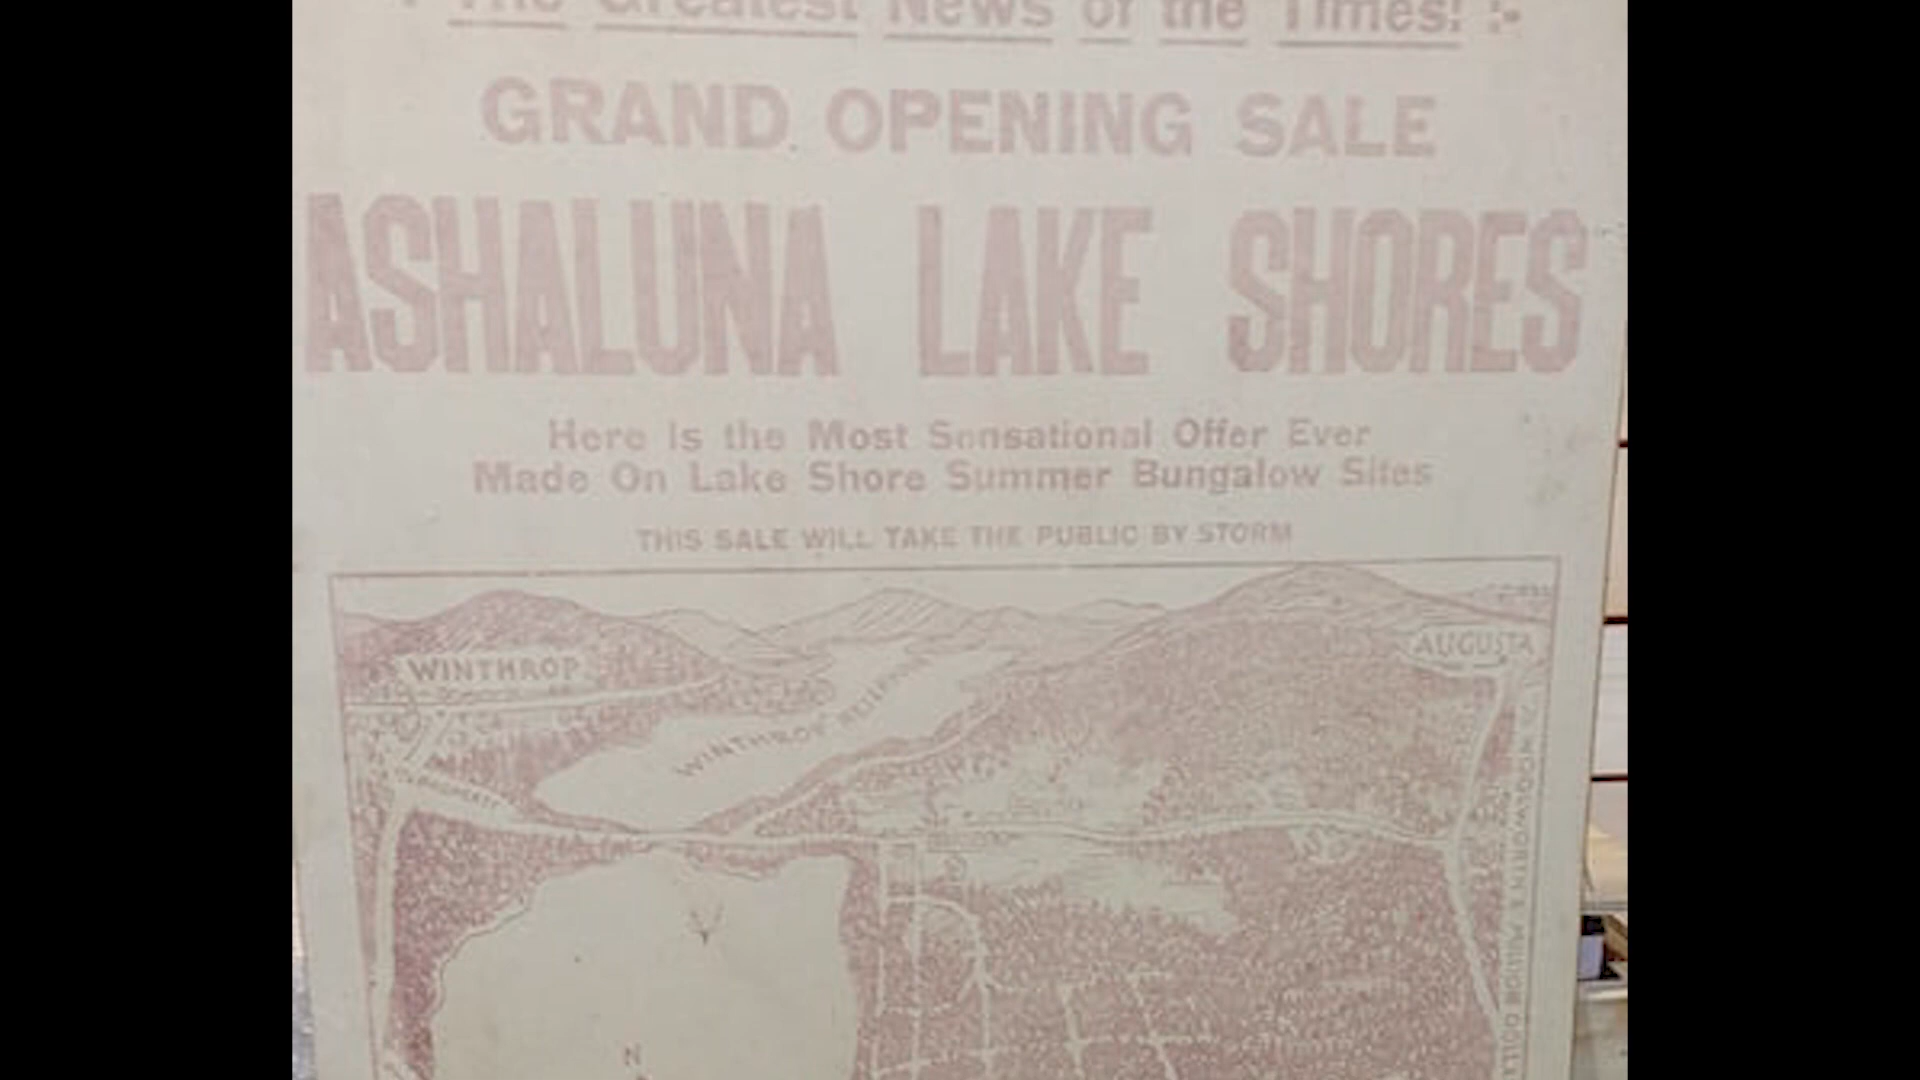 The Greatest News of the Times! :-
GRAND OPENING SALE
ASHALUNA LAKE SHORES
Here Is the Most Sensational Offer Ever
Made On Lake Shore Summer Bungalow Sites
THIS SALE WILL TAKE THE PUBLIC BY STORM
WINTHROP
AUGUSTA
WINTHROP
N